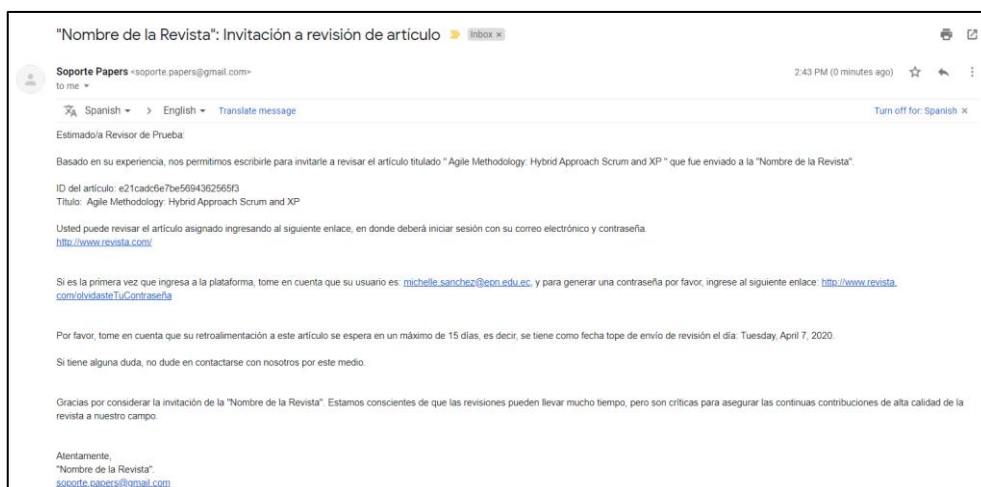 "Nombre de la Revista": Invitación a revisión de artículo Inbox ×
Soporte Papers <soporte.papers@gmail.com> 2:43 PM (0 minutes ago)
to me
Spanish > English Translate message Turn off for: Spanish ×
Estimado/a Revisor de Prueba:
Basado en su experiencia, nos permitimos escribirle para invitarle a revisar el artículo titulado " Agile Methodology: Hybrid Approach Scrum and XP " que fue enviado a la "Nombre de la Revista".
ID del artículo: e21cadc6e7be5694362565f3
Título: Agile Methodology: Hybrid Approach Scrum and XP
Usted puede revisar el artículo asignado ingresando al siguiente enlace, en donde deberá iniciar sesión con su correo electrónico y contraseña.
http://www.revista.com/
Si es la primera vez que ingresa a la plataforma, tome en cuenta que su usuario es: michelle.sanchez@epn.edu.ec, y para generar una contraseña por favor, ingrese al siguiente enlace: http://www.revista.
com/olvidasteTuContraseña
Por favor, tome en cuenta que su retroalimentación a este artículo se espera en un máximo de 15 días, es decir, se tiene como fecha tope de envío de revisión el día: Tuesday, April 7, 2020.
Si tiene alguna duda, no dude en contactarse con nosotros por este medio.
Gracias por considerar la invitación de la "Nombre de la Revista". Estamos conscientes de que las revisiones pueden llevar mucho tiempo, pero son críticas para asegurar las continuas contribuciones de alta calidad de la
revista a nuestro campo.
Atentamente,
"Nombre de la Revista".
soporte.papers@gmail.com